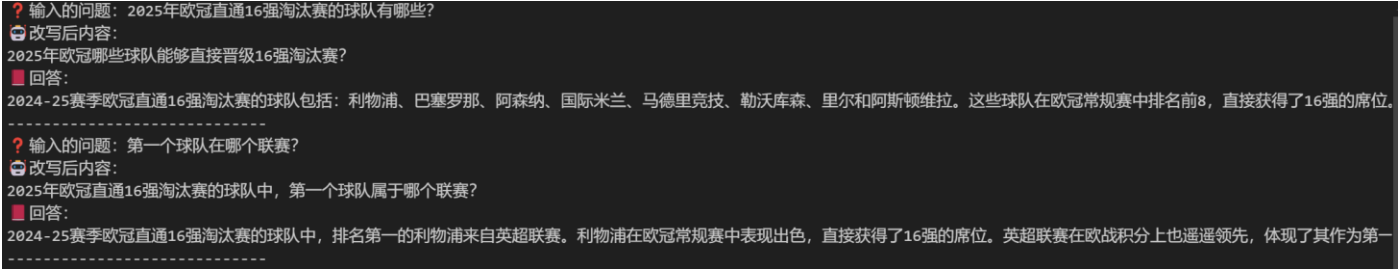 ❓输入的问题：2025年欧冠直通16强淘汰赛的球队有哪些？
🤖改写后内容：
2025年欧冠哪些球队能够直接晋级16强淘汰赛？
📕回答：
2024-25赛季欧冠直通16强淘汰赛的球队包括：利物浦、巴塞罗那、阿森纳、国际米兰、马德里竞技、勒沃库森、里尔和阿斯顿维拉。这些球队在欧冠常规赛中排名前8，直接获得了16强的席位。
-----------------------------
❓输入的问题：第一个球队在哪个联赛？
🤖改写后内容：
2025年欧冠直通16强淘汰赛的球队中，第一个球队属于哪个联赛？
📕回答：
2024-25赛季欧冠直通16强淘汰赛的球队中，排名第一的利物浦来自英超联赛。利物浦在欧冠常规赛中表现出色，直接获得了16强的席位。英超联赛在欧战积分上也遥遥领先，体现了其作为第一
-----------------------------